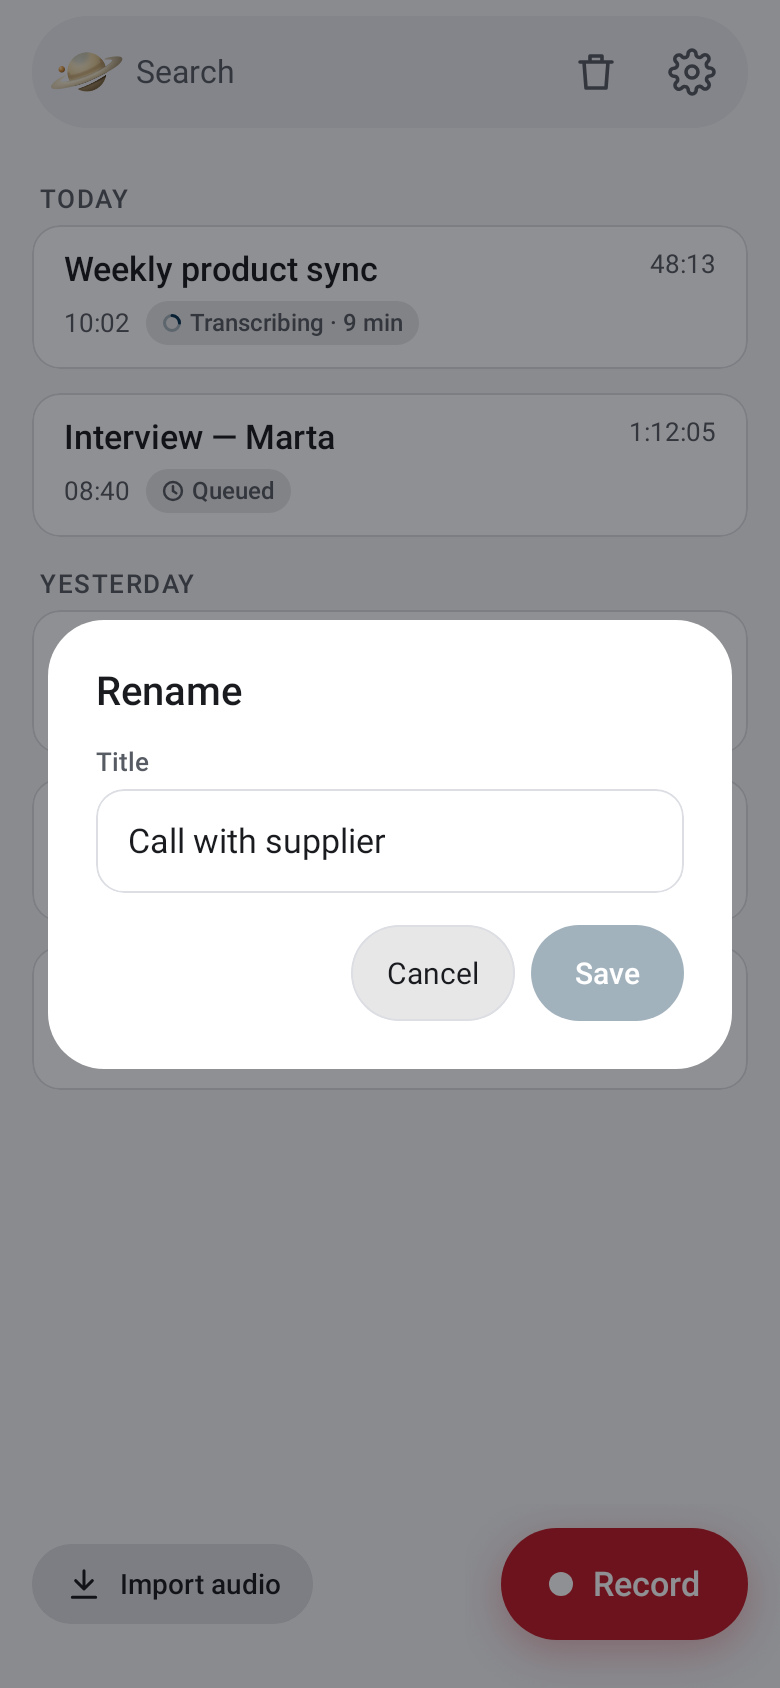 Search
TODAY
Weekly product sync
48:13
10:02
Transcribing · 9 min
Interview — Marta
1:12:05
08:40
Queued
YESTERDAY
Rename
Title
Call with supplier
Cancel
Save
Import audio
Record